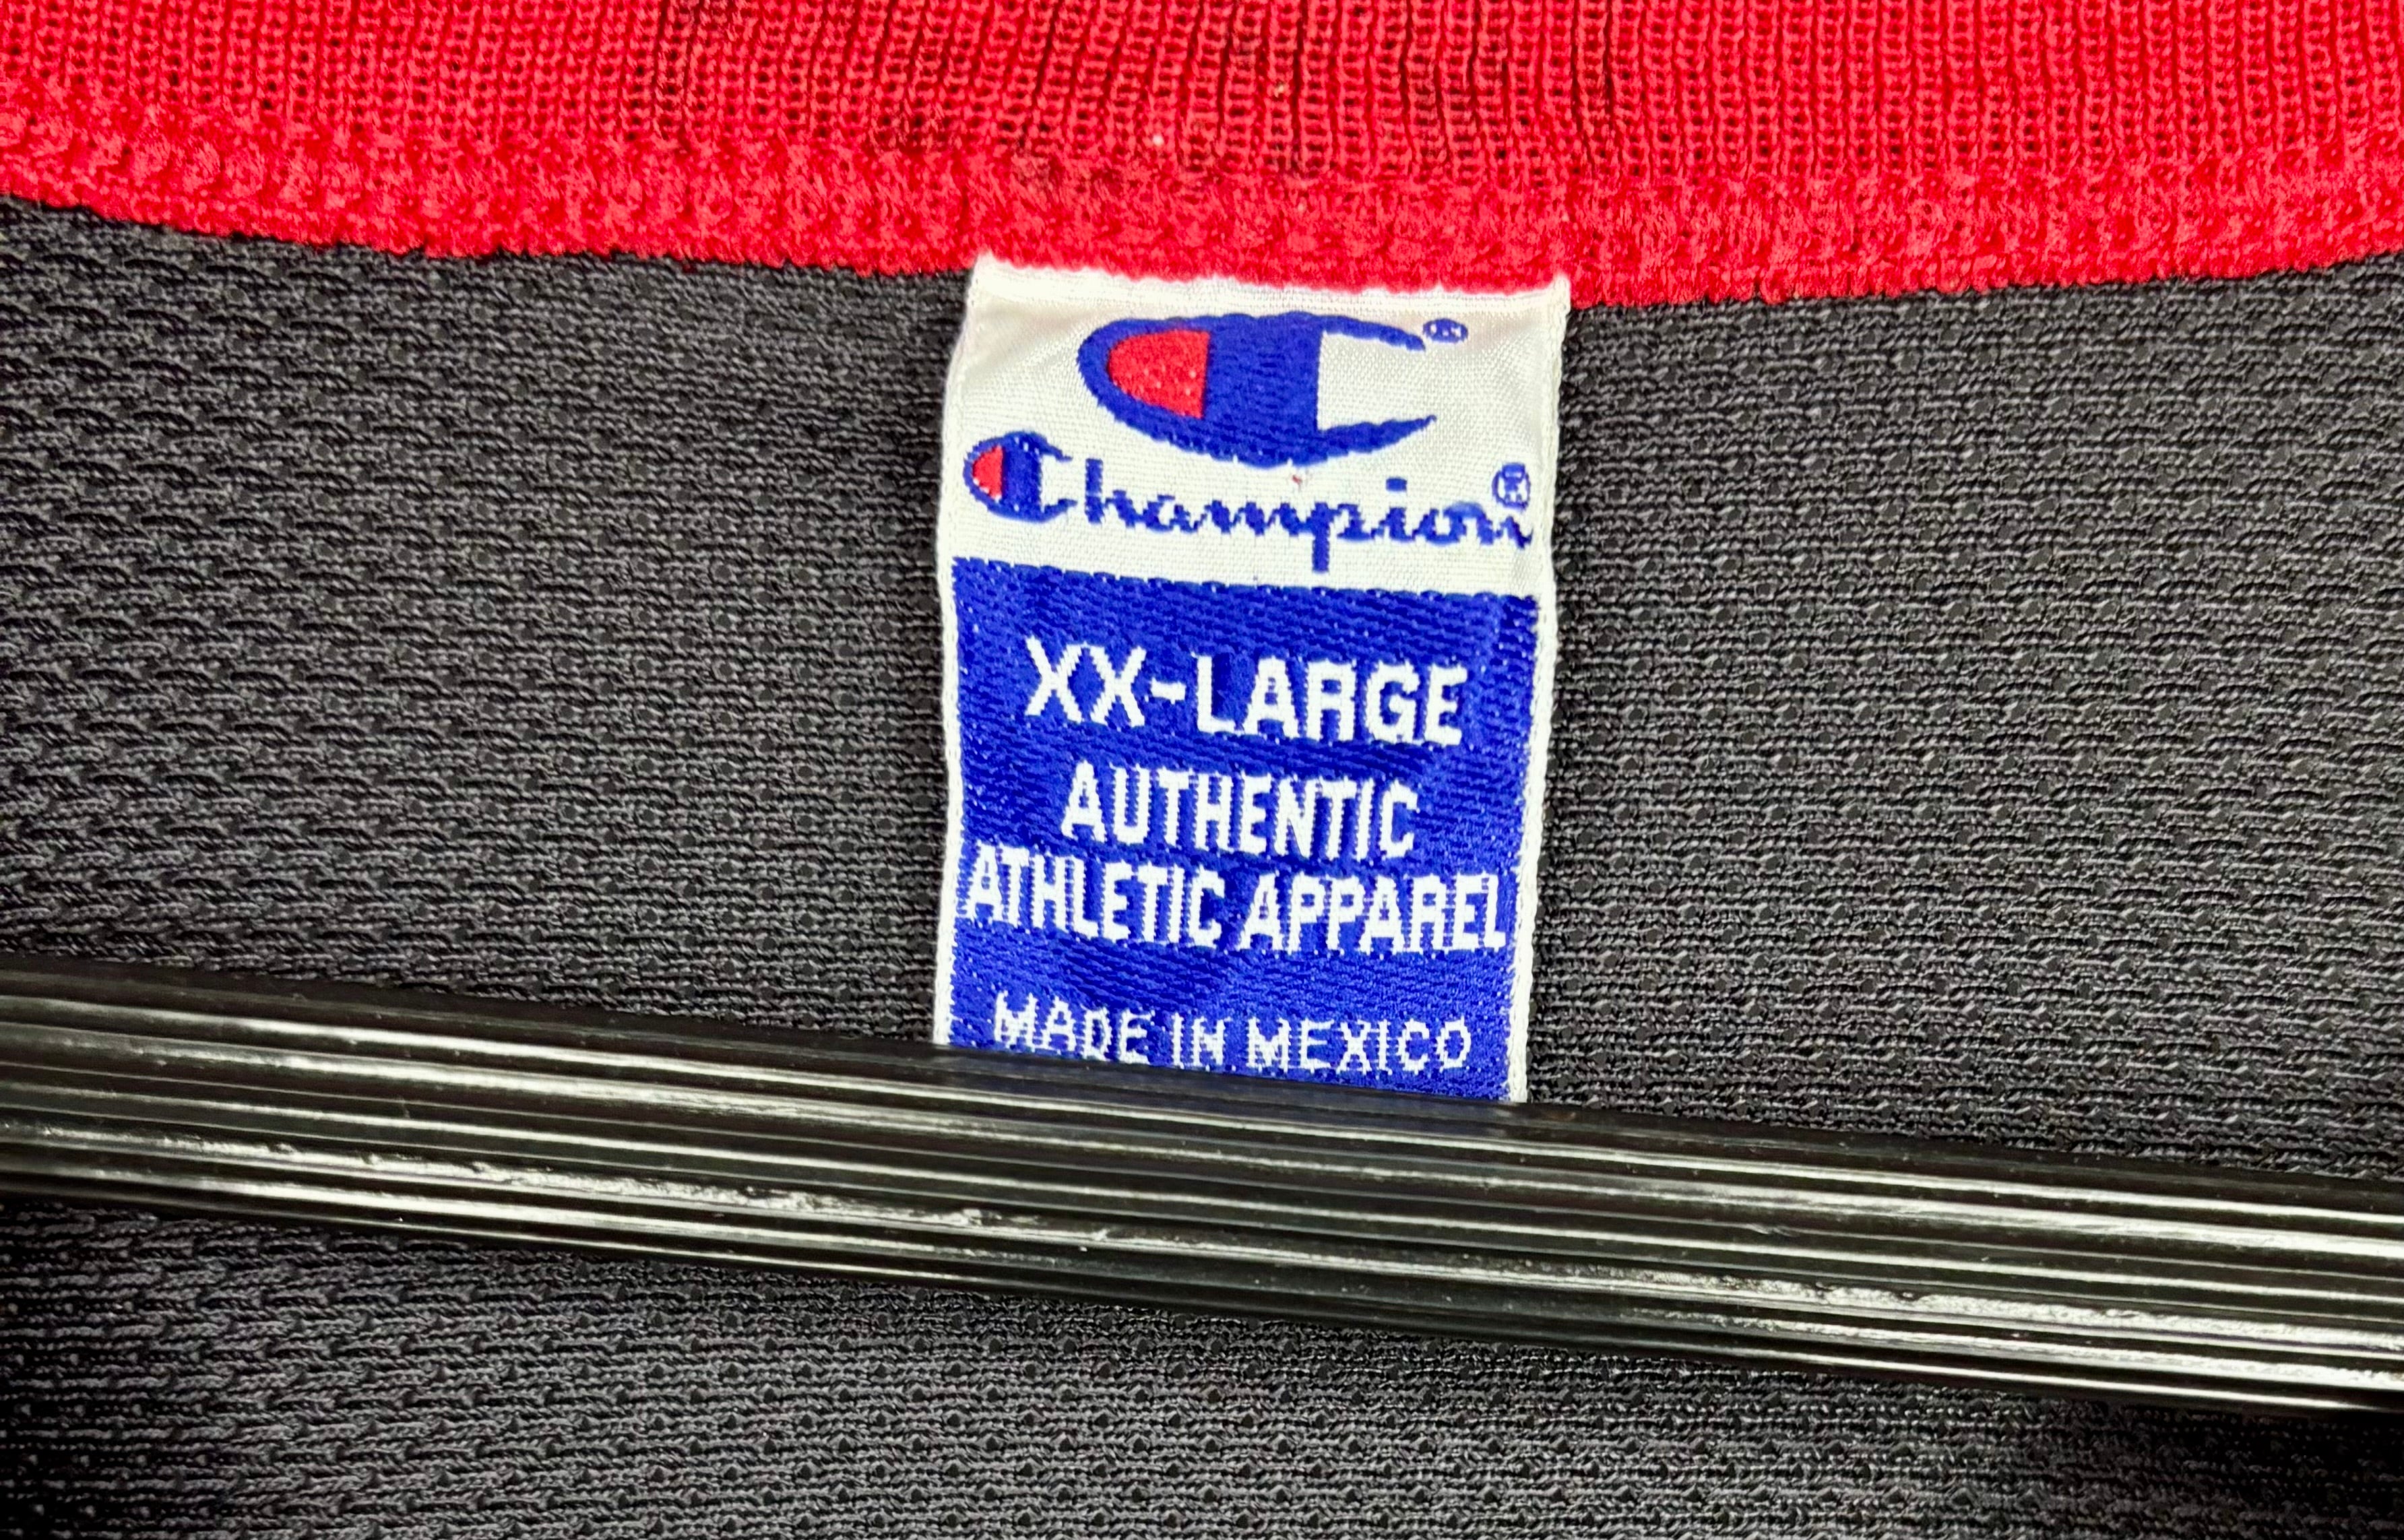 Champion®
XX-LARGE
AUTHENTIC
ATHLETIC APPAREL
MADE IN MEXICO